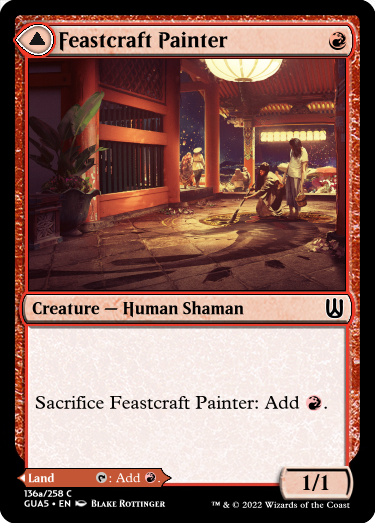 Feastcraft Painter
Creature — Human Shaman
Sacrifice Feastcraft Painter: Add R.
Land T: Add R.
1/1
136a/258 C
GUA5 • EN Blake Rottinger ™ & © 2022 Wizards of the Coast